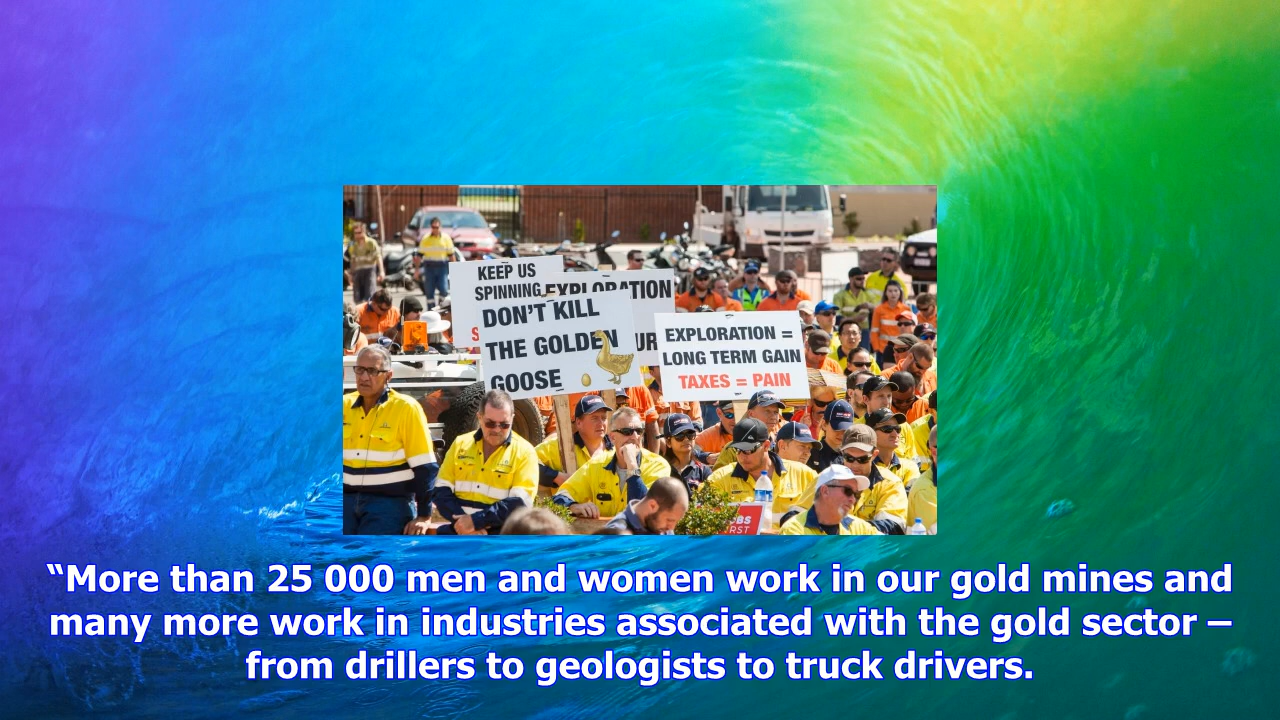 KEEP US
SPINNING
EXPLORATION
DON'T KILL
THE GOLDEN
GOOSE
EXPLORATION =
LONG TERM GAIN
TAXES = PAIN
“More than 25 000 men and women work in our gold mines and
many more work in industries associated with the gold sector –
from drillers to geologists to truck drivers.